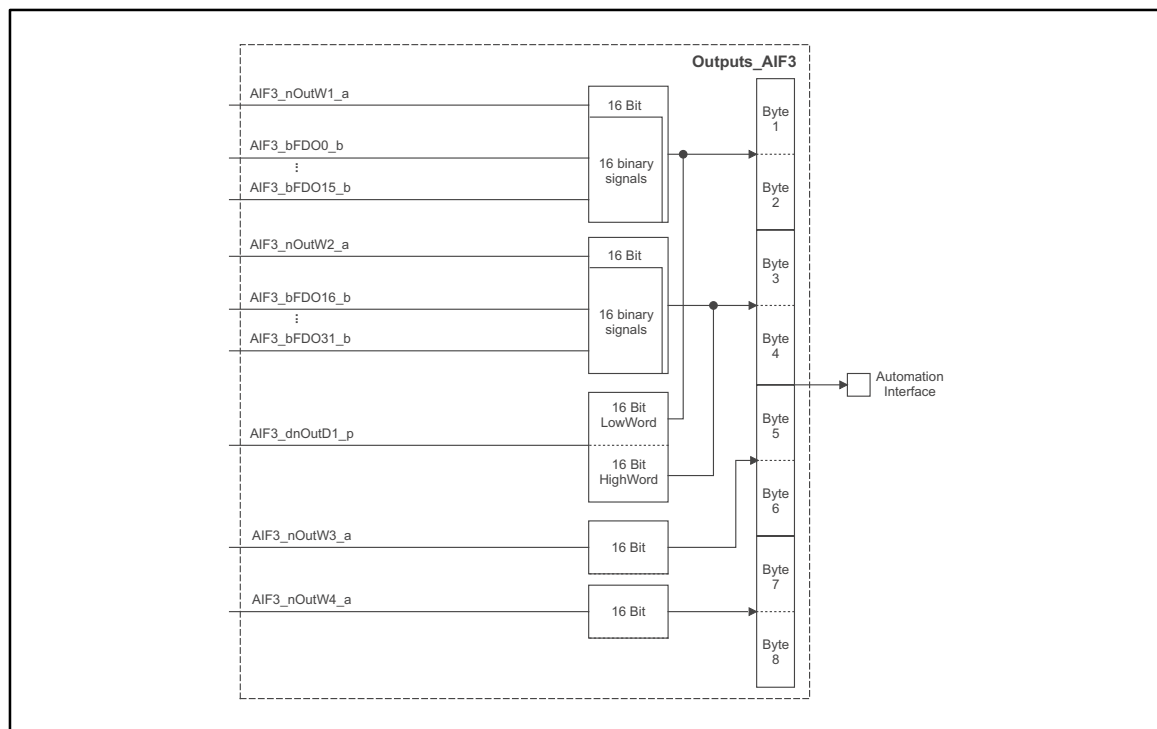 Outputs_AIF3
AIF3_nOutW1_a
16 Bit
AIF3_bFDO0_b
⋮
AIF3_bFDO15_b
16 binary
signals
Byte
1
Byte
2
AIF3_nOutW2_a
16 Bit
AIF3_bFDO16_b
⋮
AIF3_bFDO31_b
16 binary
signals
Byte
3
Byte
4
Automation
Interface
AIF3_dnOutD1_p
16 Bit
LowWord
16 Bit
HighWord
Byte
5
Byte
6
AIF3_nOutW3_a
16 Bit
AIF3_nOutW4_a
16 Bit
Byte
7
Byte
8